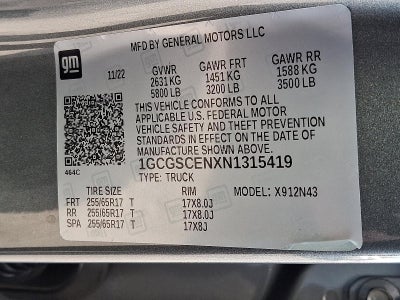 MFD BY GENERAL MOTORS LLC
gm
11/22 GVWR GAWR FRT GAWR RR
2631 KG 1451 KG 1588 KG
5800 LB 3200 LB 3500 LB
THIS VEHICLE CONFORMS TO ALL
APPLICABLE U.S. FEDERAL MOTOR
VEHICLE SAFETY AND THEFT PREVENTION
STANDARDS IN EFFECT ON THE DATE OF
MANUFACTURE SHOWN ABOVE.
464C 1GCGSCENXN1315419
TYPE: TRUCK MODEL: X912N43
TIRE SIZE RIM
FRT 255/65R17 T 17X8.0J
RR 255/65R17 T 17X8.0J
SPA 255/65R17 T 17X8J